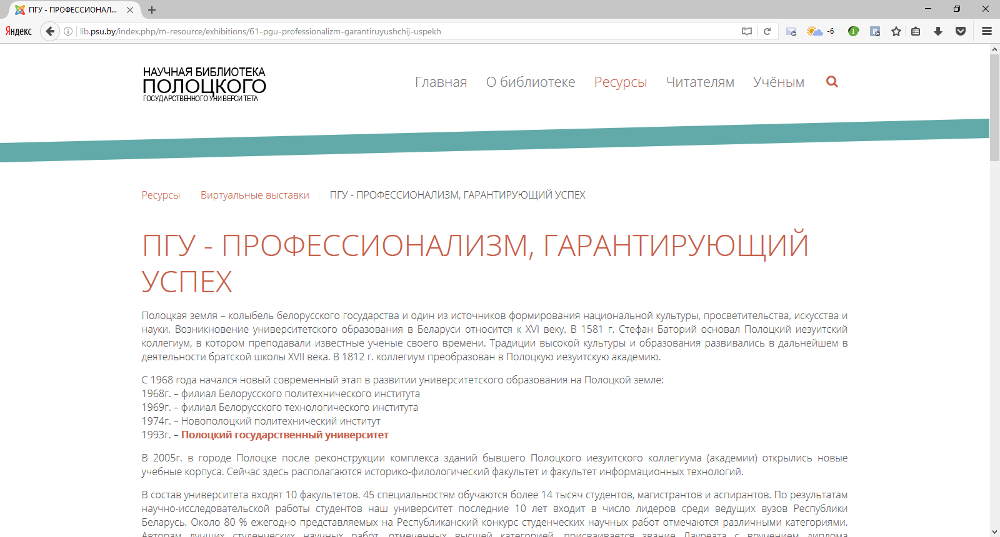 ПГУ - ПРОФЕССИОНАЛ...
Яндекс
lib.psu.by/index.php/m-resource/exhibitions/61-pgu-professionalizm-garantiruyushchij-uspekh
-6
1
НАУЧНАЯ БИБЛИОТЕКА
ПОЛОЦКОГО
ГОСУДАРСТВЕННОГО УНИВЕРСИТЕТА
Главная О библиотеке Ресурсы Читателям Учёным
Ресурсы Виртуальные выставки ПГУ - ПРОФЕССИОНАЛИЗМ, ГАРАНТИРУЮЩИЙ УСПЕХ
ПГУ - ПРОФЕССИОНАЛИЗМ, ГАРАНТИРУЮЩИЙ
УСПЕХ
Полоцкая земля – колыбель белорусского государства и один из источников формирования национальной культуры, просветительства, искусства и
науки. Возникновение университетского образования в Беларуси относится к XVI веку. В 1581 г. Стефан Баторий основал Полоцкий иезуитский
коллегиум, в котором преподавали известные ученые своего времени. Традиции высокой культуры и образования развивались в дальнейшем в
деятельности братской школы XVII века. В 1812 г. коллегиум преобразован в Полоцкую иезуитскую академию.
С 1968 года начался новый современный этап в развитии университетского образования на Полоцкой земле:
1968г. – филиал Белорусского политехнического института
1969г. – филиал Белорусского технологического института
1974г. – Новополоцкий политехнический институт
1993г. – Полоцкий государственный университет
В 2005г. в городе Полоцке после реконструкции комплекса зданий бывшего Полоцкого иезуитского коллегиума (академии) открылись новые
учебные корпуса. Сейчас здесь располагаются историко-филологический факультет и факультет информационных технологий.
В состав университета входят 10 факультетов. 45 специальностям обучаются более 14 тысяч студентов, магистрантов и аспирантов. По результатам
научно-исследовательской работы студентов наш университет последние 10 лет входит в число лидеров среди ведущих вузов Республики
Беларусь. Около 80 % ежегодно представляемых на Республиканский конкурс студенческих научных работ отмечаются различными категориями.
Авторам лучших студенческих научных работ, отмеченных высшей категорией, присваивается звание Лауреата с вручением диплома